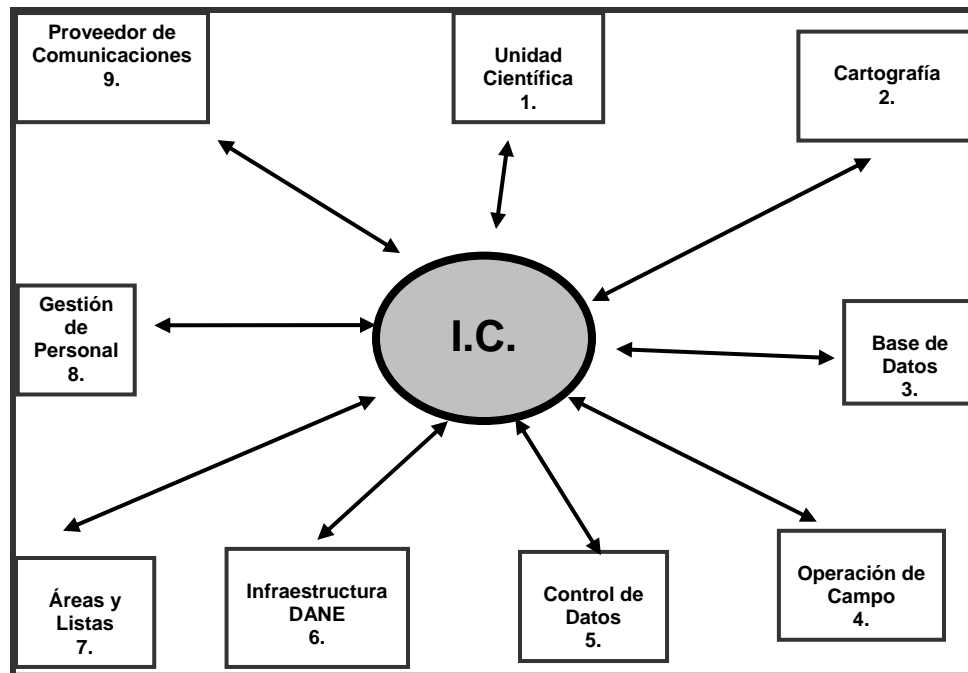 Proveedor de
Comunicaciones
9.
Unidad
Científica
1.
Cartografía
2.
Gestión
de
Personal
8.
I.C.
Base de
Datos
3.
Áreas y
Listas
7.
Infraestructura
DANE
6.
Control de
Datos
5.
Operación de
Campo
4.